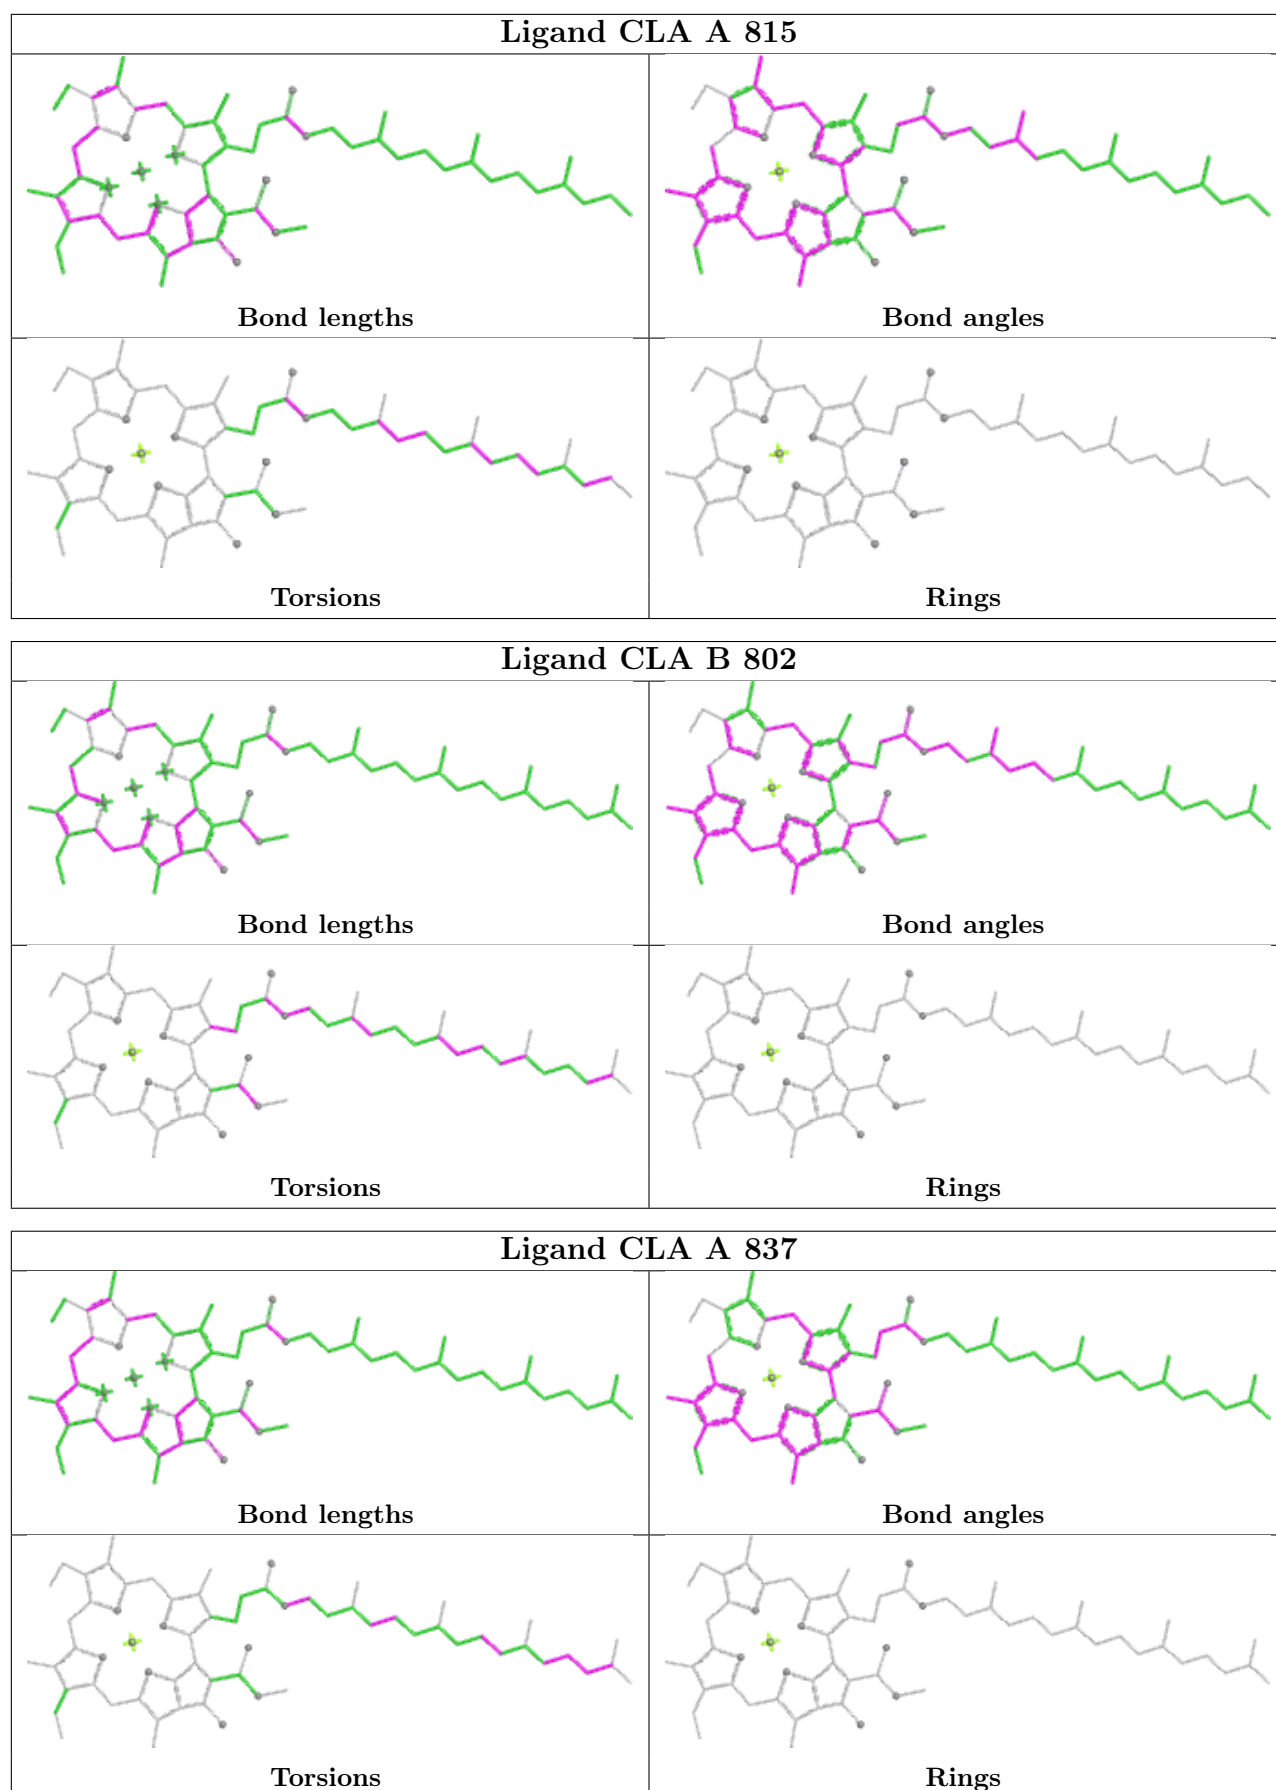 Ligand CLA A 815
Bond lengths
Bond angles
Torsions
Rings
Ligand CLA B 802
Bond lengths
Bond angles
Torsions
Rings
Ligand CLA A 837
Bond lengths
Bond angles
Torsions
Rings